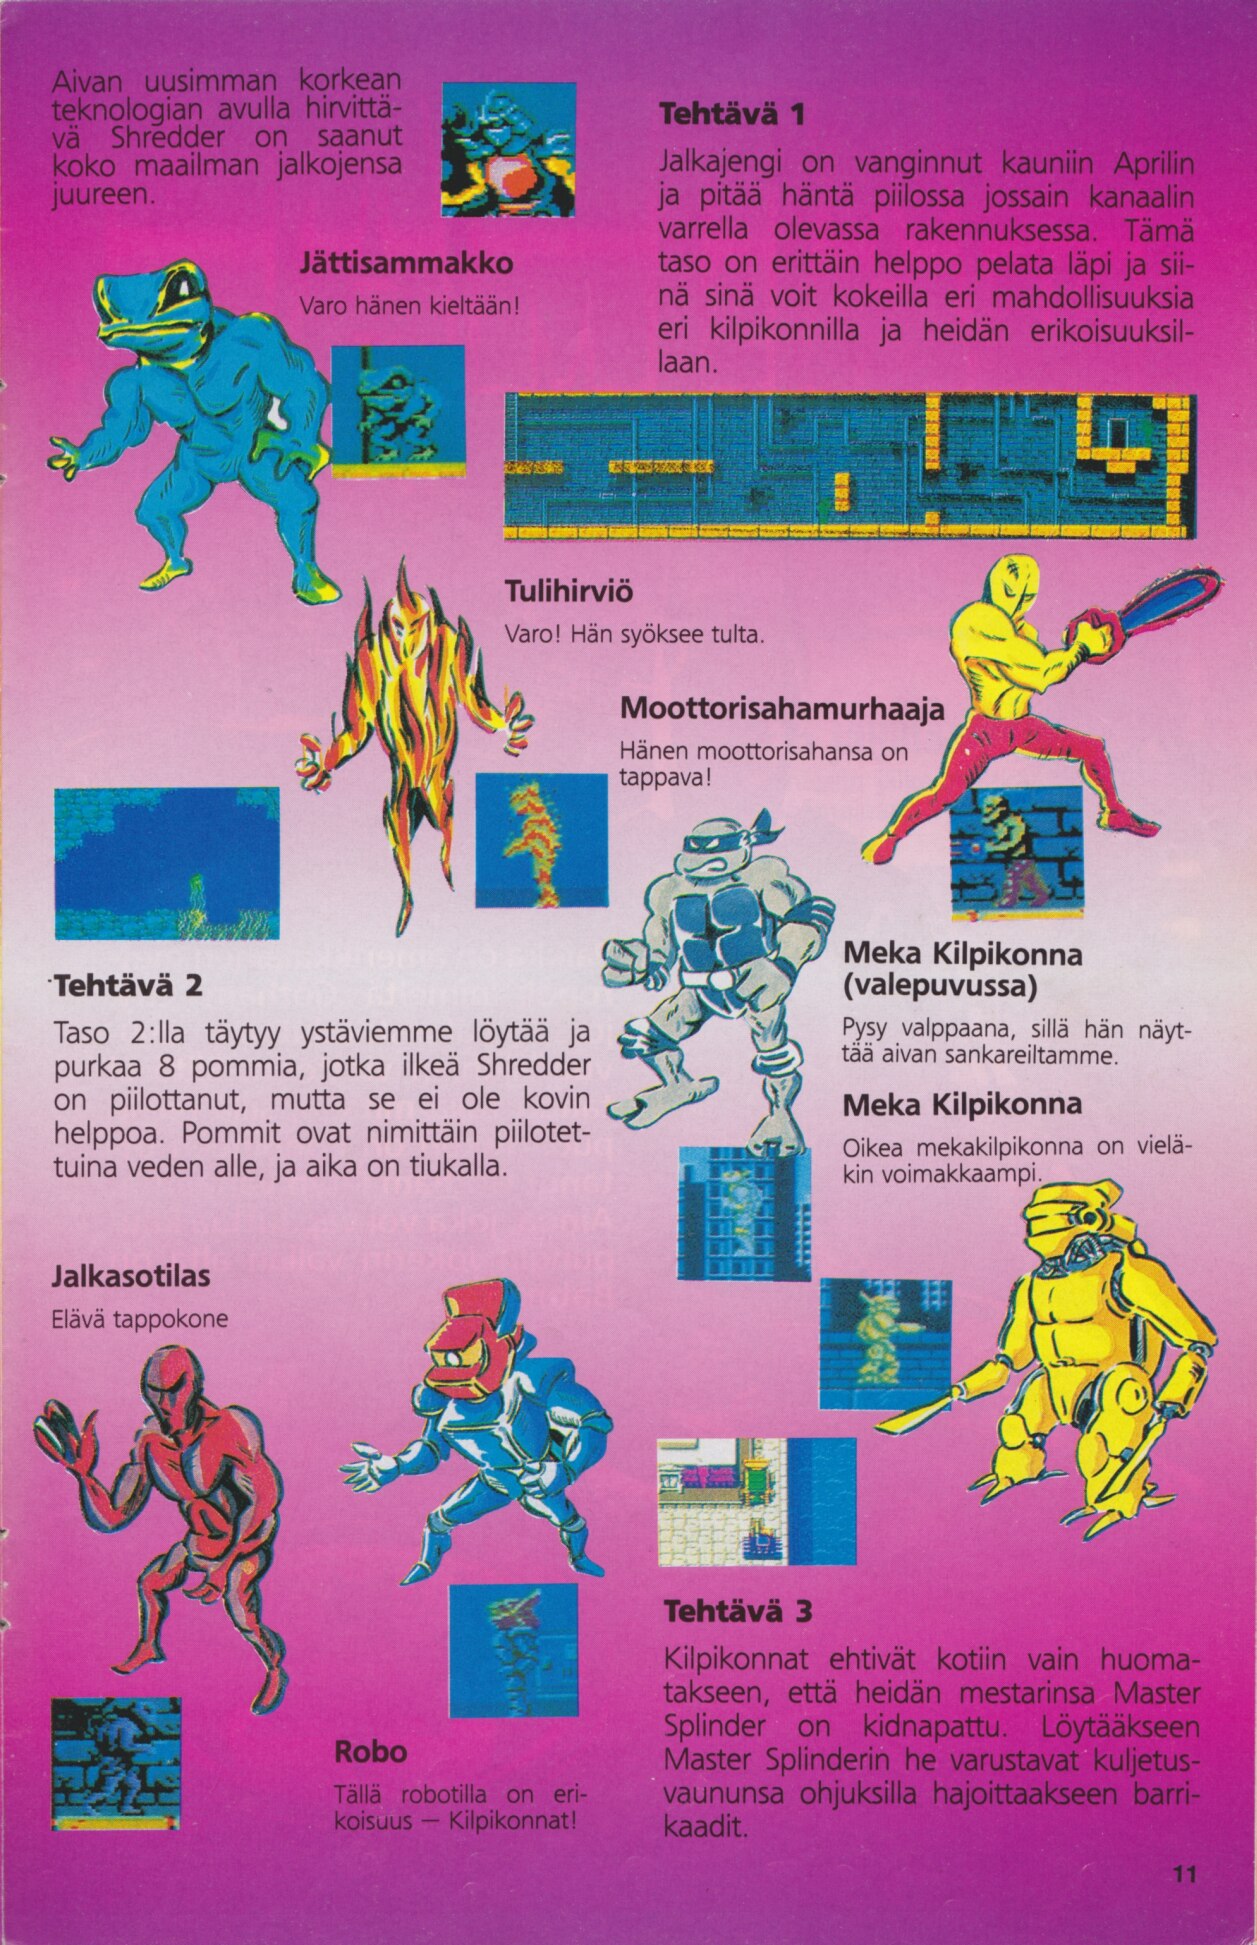 Aivan uusimman korkean
teknologian avulla hirvittä-
vä Shredder on saanut
koko maailman jalkojensa
juureen.
Jättisammakko
Varo hänen kieltään!
Tehtävä 1
Jalkajengi on vanginnut kauniin Aprilin
ja pitää häntä piilossa jossain kanaalin
varrella olevassa rakennuksessa. Tämä
taso on erittäin helppo pelata läpi ja sii-
nä sinä voit kokeilla eri mahdollisuuksia
eri kilpikonnilla ja heidän erikoisuuksil-
laan.
Tulihirviö
Varo! Hän syöksee tulta.
Moottorisahamurhaaja
Hänen moottorisahansa on
tappava!
Tehtävä 2
Taso 2:lla täytyy ystäviemme löytää ja
purkaa 8 pommia, jotka ilkeä Shredder
on piilottanut, mutta se ei ole kovin
helppoa. Pommit ovat nimittäin piilotet-
tuina veden alle, ja aika on tiukalla.
Meka Kilpikonna
(valepuvussa)
Pysy valppaana, sillä hän näyt-
tää aivan sankareiltamme.
Meka Kilpikonna
Oikea mekakilpikonna on vielä-
kin voimakkaampi.
Jalkasotilas
Elävä tappokone
Robo
Tällä robotilla on eri-
koisuus — Kilpikonnat!
Tehtävä 3
Kilpikonnat ehtivät kotiin vain huoma-
takseen, että heidän mestarinsa Master
Splinder on kidnapattu. Löytääkseen
Master Splinderin he varustavat kuljetus-
vaununsa ohjuksilla hajoittaakseen barri-
kaadit.
11